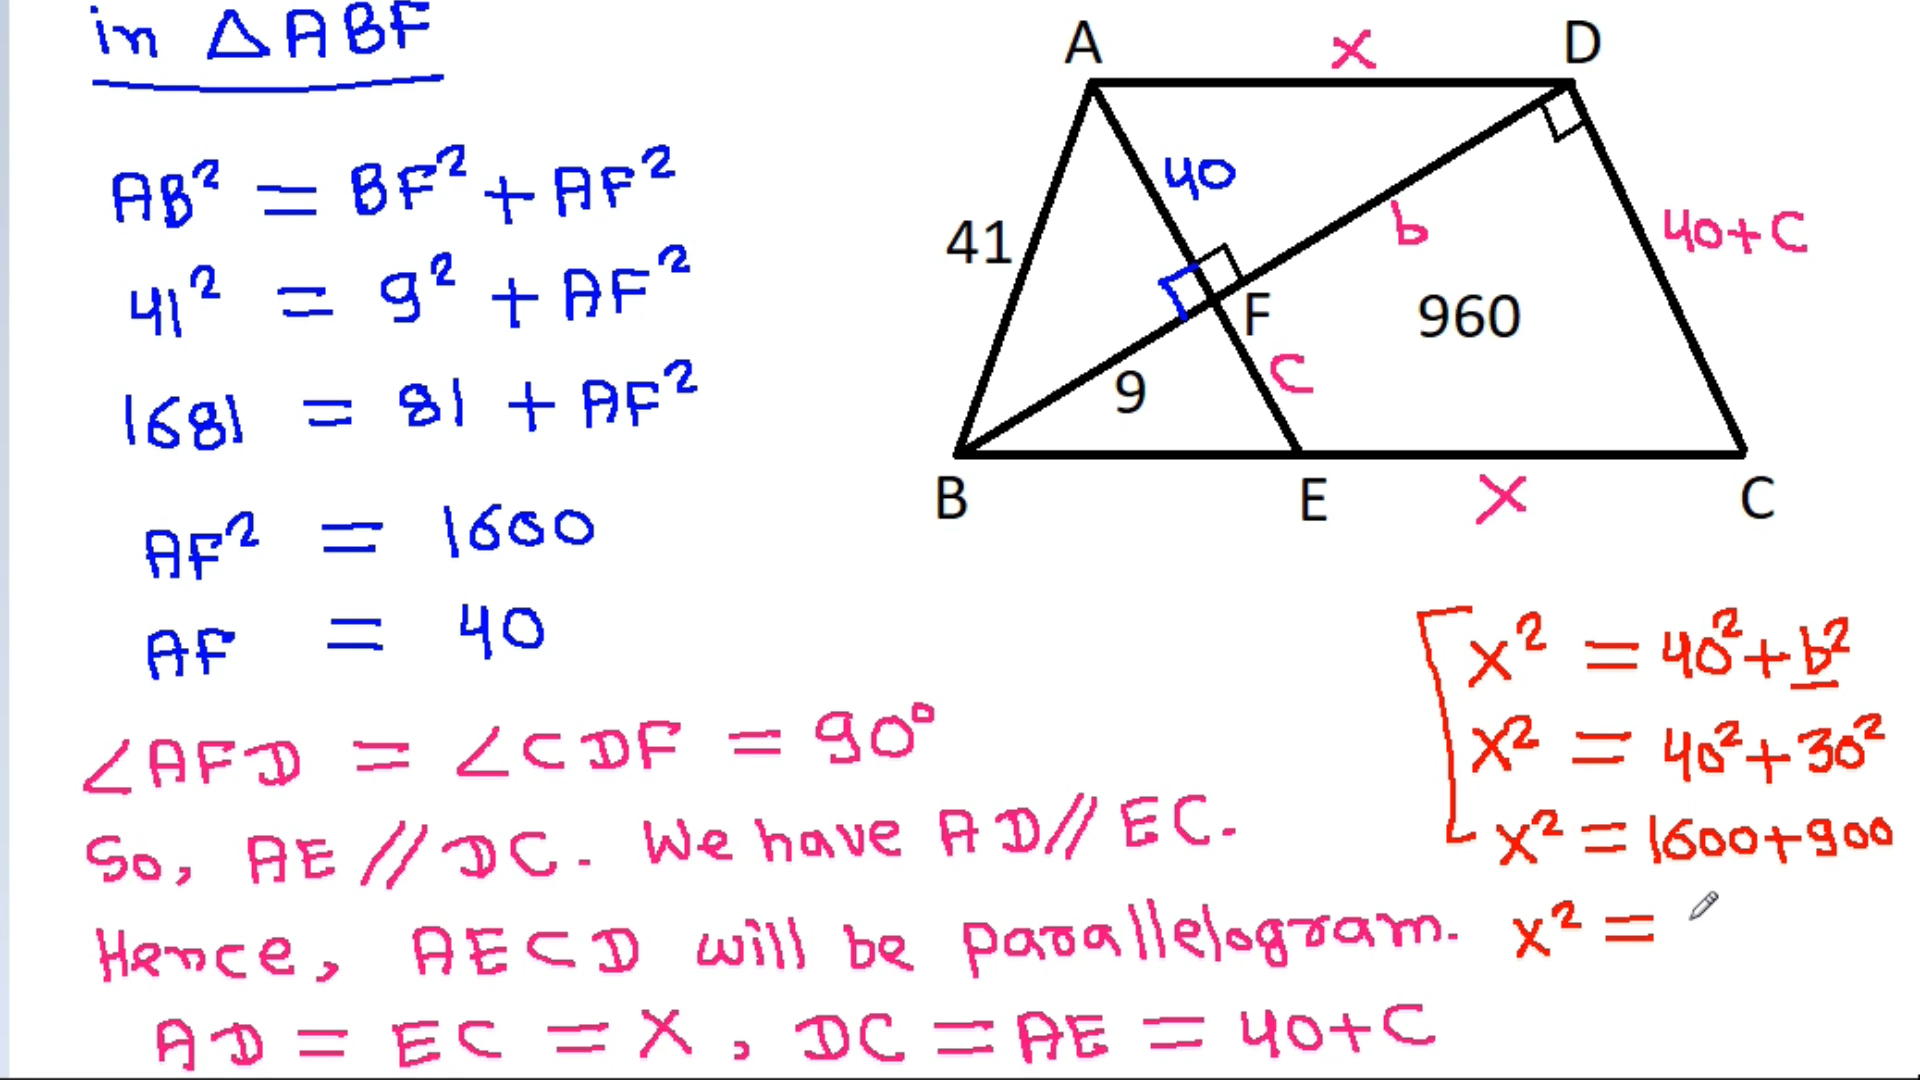 in △ABF
AB² = BF² + AF²
41² = 9² + AF²
1681 = 81 + AF²
AF² = 1600
AF = 40
∠AFD = ∠CDF = 90°
So, AE // DC. We have AD // EC.
Hence, AECD will be parallelogram.
AD = EC = X, DC = AE = 40+C
A
X
D
40
41
b
40+C
F
960
C
9
B
E
X
C
X² = 40² + b²
X² = 40² + 30²
X² = 1600+900
X² =